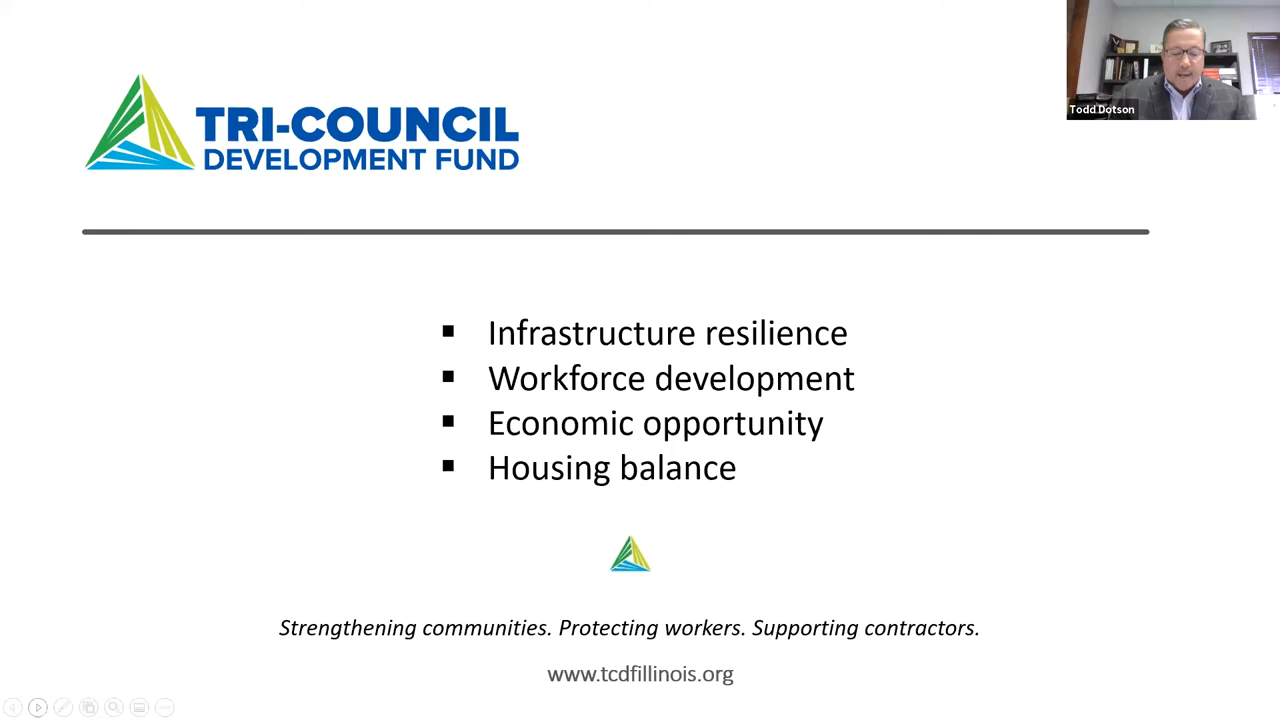 Todd Dotson
TRI-COUNCIL
DEVELOPMENT FUND
▪ Infrastructure resilience
▪ Workforce development
▪ Economic opportunity
▪ Housing balance
Strengthening communities. Protecting workers. Supporting contractors.
www.tcdfillinois.org